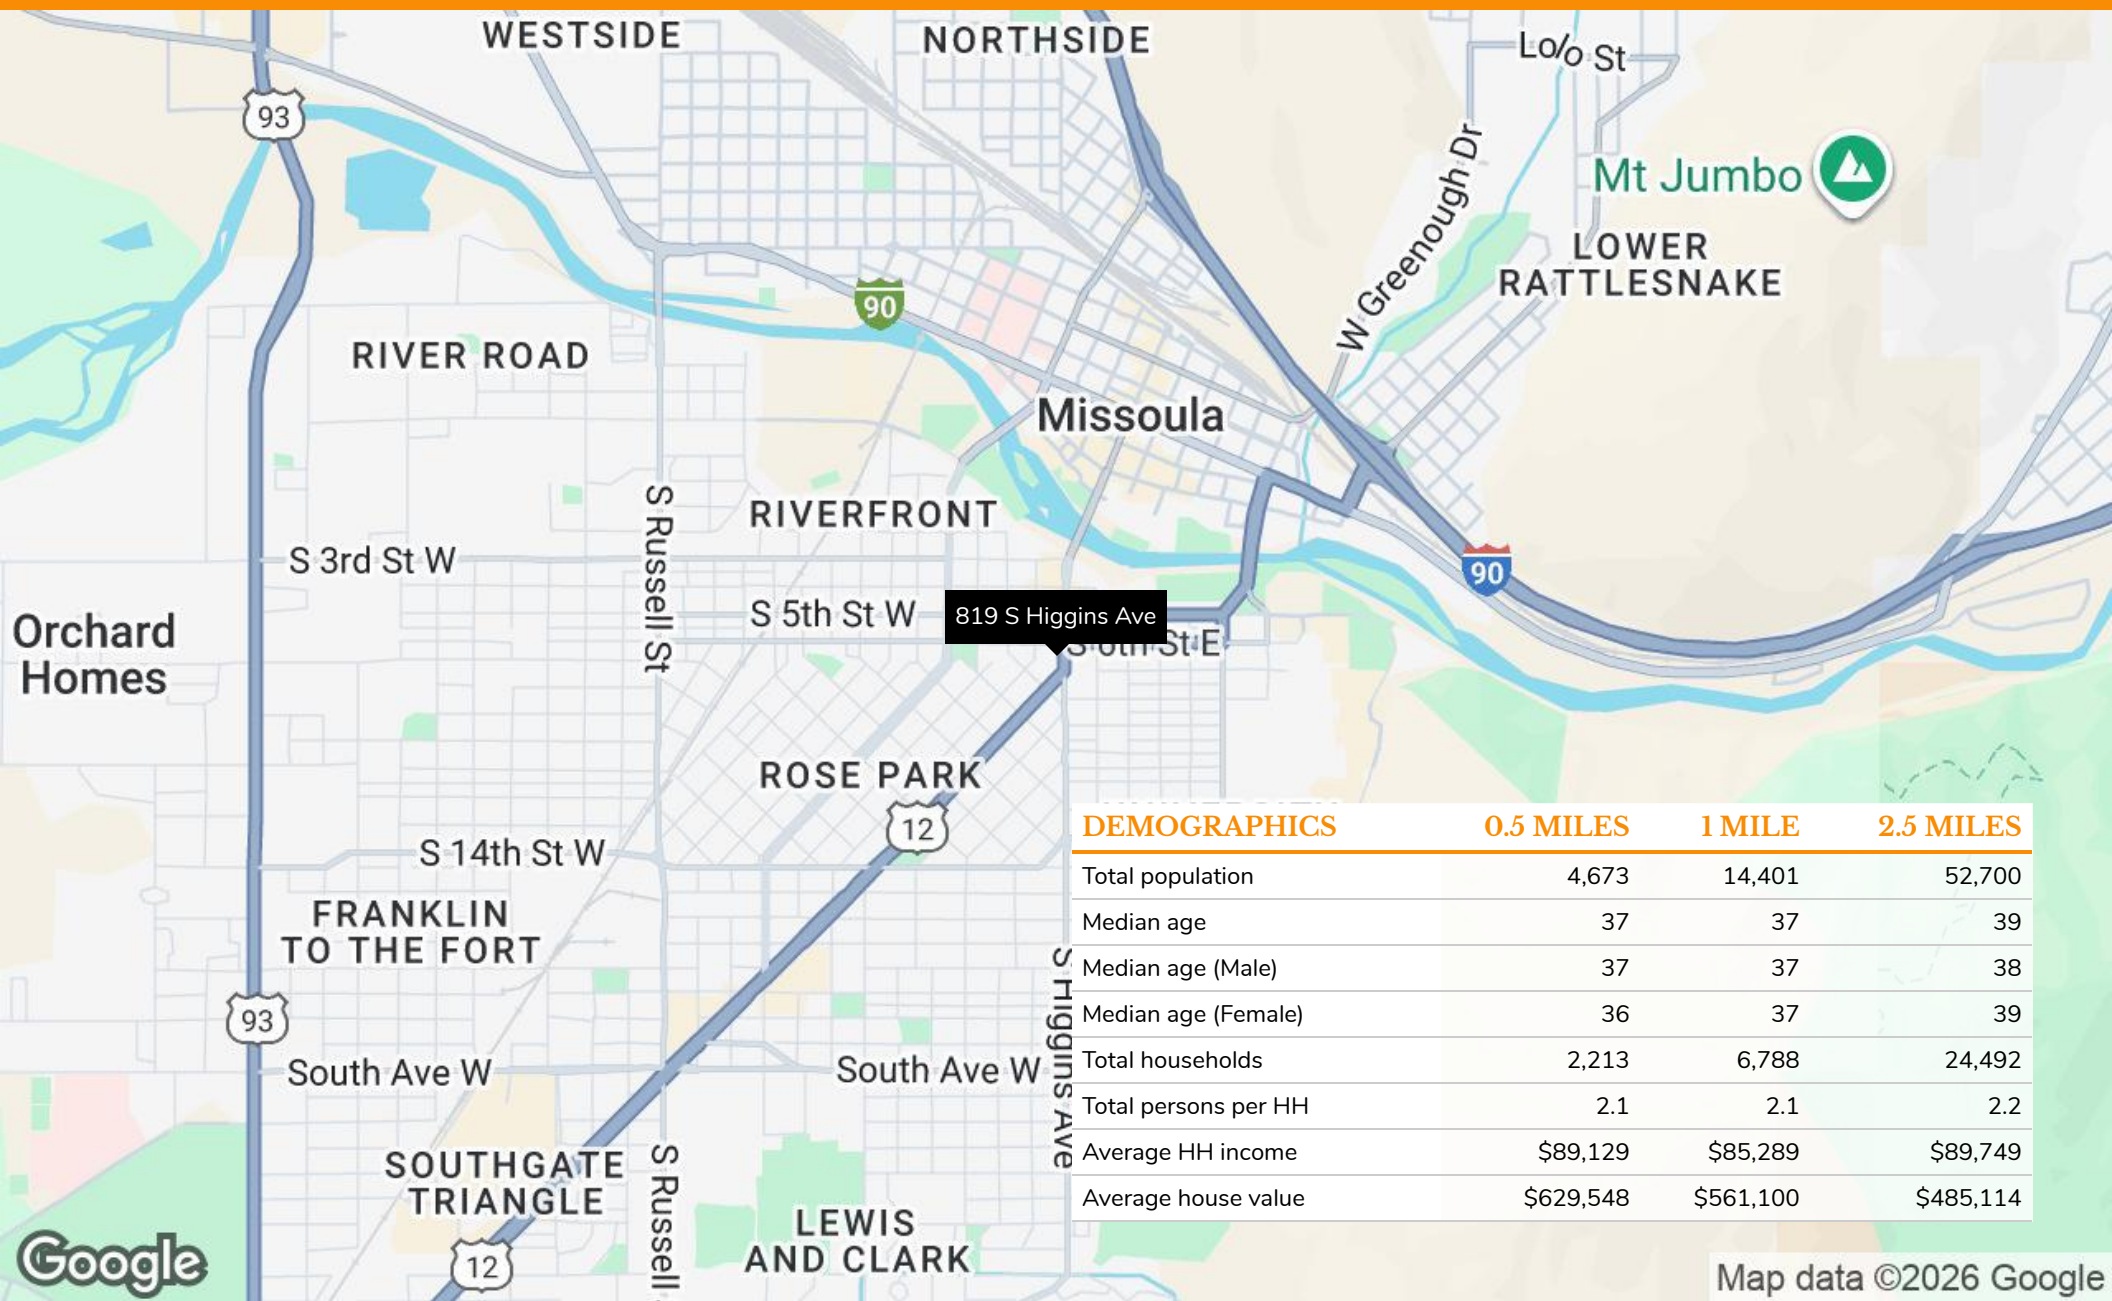 WESTSIDE
NORTHSIDE
Lolo St
93
W Greenough Dr
Mt Jumbo
LOWER
RATTLESNAKE
90
RIVER ROAD
Missoula
S Russell St
RIVERFRONT
S 3rd St W
90
S 5th St W
819 S Higgins Ave
S 6th St E
Orchard
Homes
ROSE PARK
12
S 14th St W
FRANKLIN
TO THE FORT
93
S Higgins Ave
South Ave W
South Ave W
SOUTHGATE
TRIANGLE
S Russell
LEWIS
AND CLARK
12
DEMOGRAPHICS 0.5 MILES 1 MILE 2.5 MILES
Total population 4,673 14,401 52,700
Median age 37 37 39
Median age (Male) 37 37 38
Median age (Female) 36 37 39
Total households 2,213 6,788 24,492
Total persons per HH 2.1 2.1 2.2
Average HH income $89,129 $85,289 $89,749
Average house value $629,548 $561,100 $485,114
Google
Map data ©2026 Google